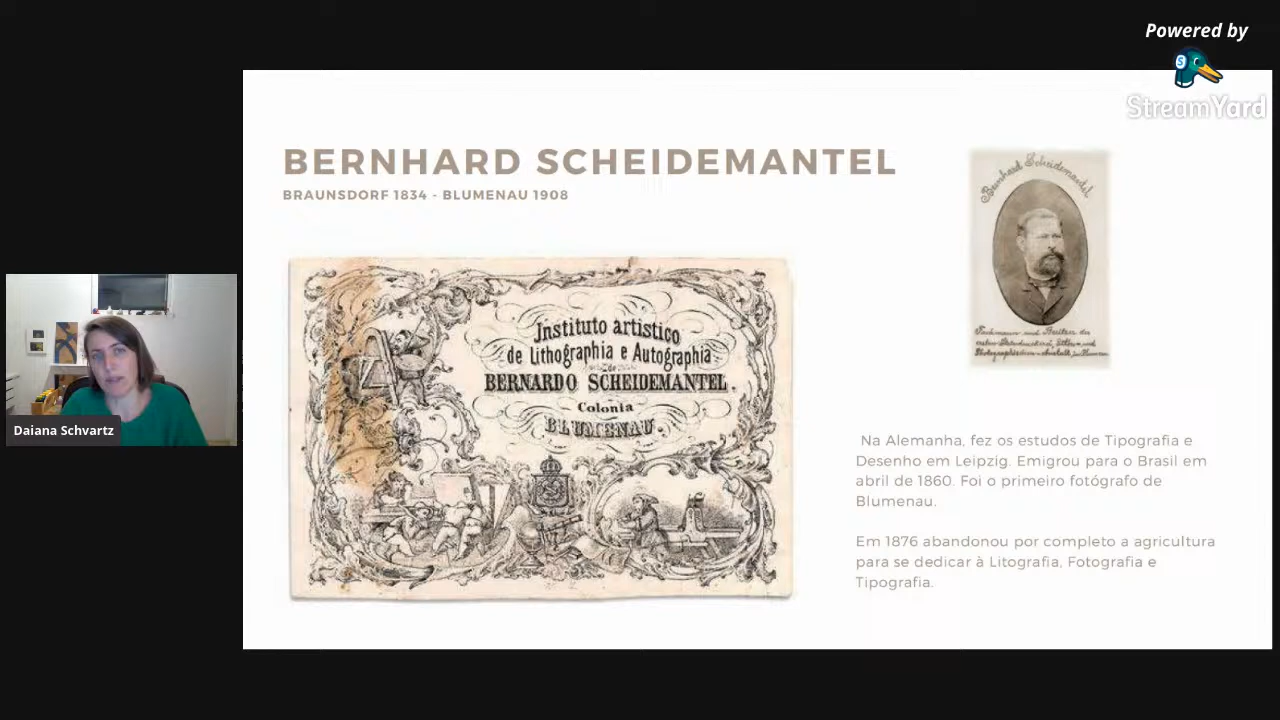 Powered by
StreamYard
BERNHARD SCHEIDEMANTEL
BRAUNSDORF 1834 - BLUMENAU 1908
Bernhard Scheidemantel
Instituto artistico
de Lithographia e Autographia
de
BERNARDO SCHEIDEMANTEL.
Colonia
BLUMENAU.
Daiana Schvartz
Na Alemanha, fez os estudos de Tipografia e
Desenho em Leipzig. Emigrou para o Brasil em
abril de 1860. Foi o primeiro fotógrafo de
Blumenau.
Em 1876 abandonou por completo a agricultura
para se dedicar à Litografia, Fotografia e
Tipografia.